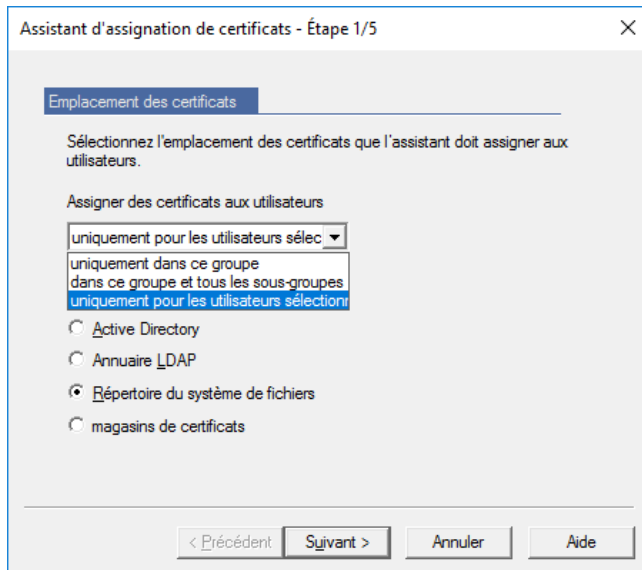 Assistant d'assignation de certificats - Étape 1/5
Emplacement des certificats
Sélectionnez l'emplacement des certificats que l'assistant doit assigner aux
utilisateurs.
Assigner des certificats aux utilisateurs
uniquement pour les utilisateurs sélec
uniquement dans ce groupe
dans ce groupe et tous les sous-groupes
uniquement pour les utilisateurs sélectionr
Active Directory
Annuaire LDAP
Répertoire du système de fichiers
magasins de certificats
< Précédent
Suivant >
Annuler
Aide